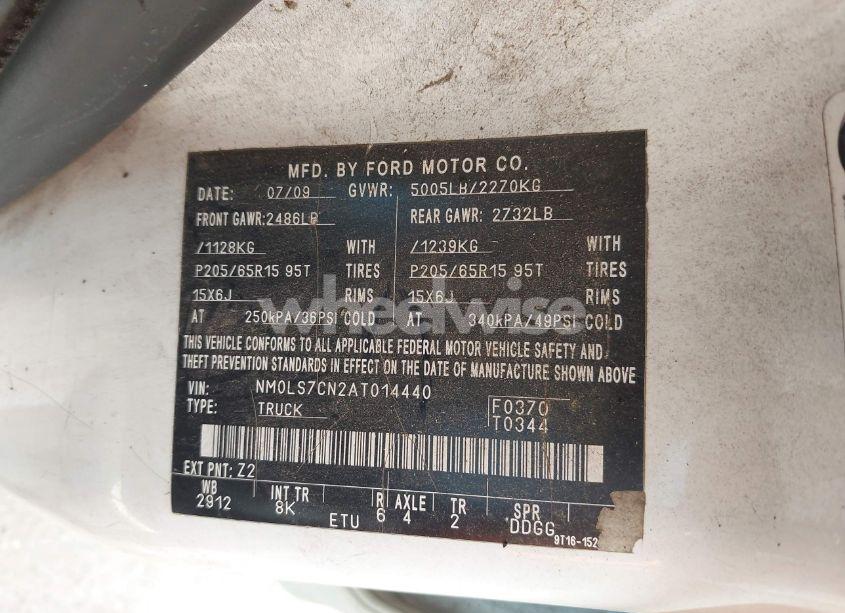 MFD. BY FORD MOTOR CO.
DATE: 07/09 GVWR: 5005LB/2270KG
FRONT GAWR: 2486LB REAR GAWR: 2732LB
/1128KG WITH /1239KG WITH
P205/65R15 95T TIRES P205/65R15 95T TIRES
15X6J RIMS 15X6J RIMS
AT 250kPA/36PSI COLD AT 340kPA/49PSI COLD
THIS VEHICLE CONFORMS TO ALL APPLICABLE FEDERAL MOTOR VEHICLE SAFETY AND
THEFT PREVENTION STANDARDS IN EFFECT ON THE DATE OF MANUFACTURE SHOWN ABOVE
VIN: NM0LS7CN2AT014440
TYPE: TRUCK F0370
T0344
EXT PNT: Z2
WB INT TR R AXLE TR SPR
2912 8K 6 4 2 DDGG
ETU
9T16-152
wheelwise